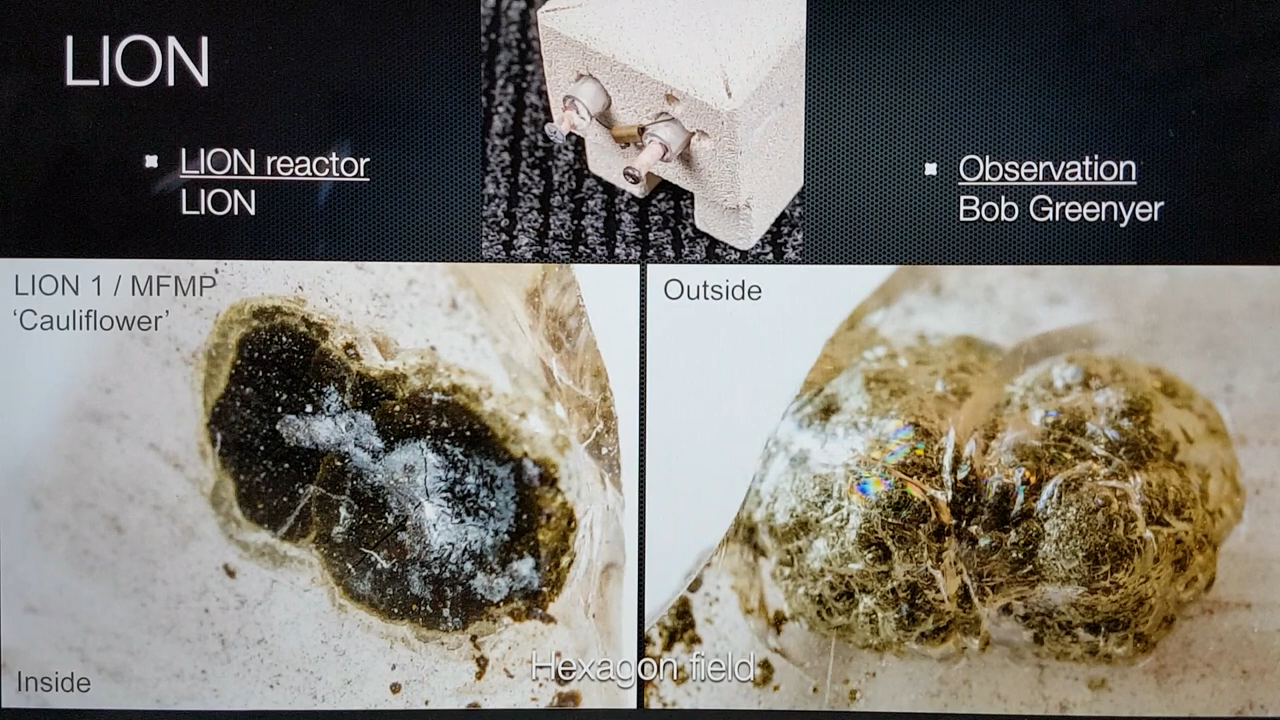 LION
LION reactor
LION
Observation
Bob Greenyer
LION 1 / MFMP
‘Cauliflower’
Outside
Inside
Hexagon field